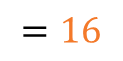 = 16